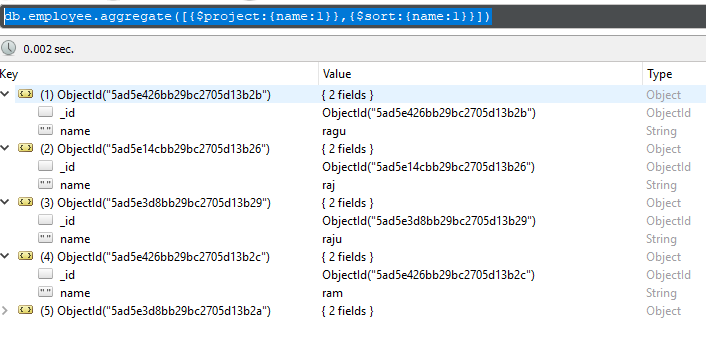 db.employee.aggregate([{$project:{name:1}},{$sort:{name:1}}])
0.002 sec.
Key Value Type
(1) ObjectId("5ad5e426bb29bc2705d13b2b") { 2 fields } Object
_id ObjectId("5ad5e426bb29bc2705d13b2b") ObjectId
" " name ragu String
(2) ObjectId("5ad5e14cbb29bc2705d13b26") { 2 fields } Object
_id ObjectId("5ad5e14cbb29bc2705d13b26") ObjectId
" " name raj String
(3) ObjectId("5ad5e3d8bb29bc2705d13b29") { 2 fields } Object
_id ObjectId("5ad5e3d8bb29bc2705d13b29") ObjectId
" " name raju String
(4) ObjectId("5ad5e426bb29bc2705d13b2c") { 2 fields } Object
_id ObjectId("5ad5e426bb29bc2705d13b2c") ObjectId
" " name ram String
(5) ObjectId("5ad5e3d8bb29bc2705d13b2a") { 2 fields } Object